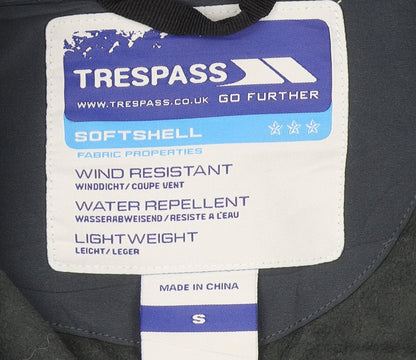 TRESPASS
WWW.TRESPASS.CO.UK GO FURTHER
SOFTSHELL
FABRIC PROPERTIES
WIND RESISTANT
WINDDICHT/COUPE VENT
WATER REPELLENT
WASSERABWEISEND/RESISTE A L'EAU
LIGHTWEIGHT
LEICHT/LEGER
MADE IN CHINA
S